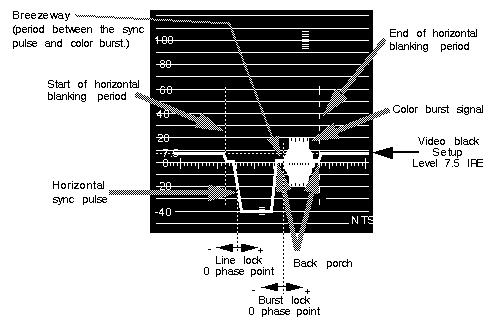 Breezeway
(period between the sync
pulse and color burst.)
End of horizontal
blanking period
Start of horizontal
blanking period
Color burst signal
Video black
Setup
Level 7.5 IRE
Horizontal
sync pulse
100
80
60
40
20
-7.5
0
-20
-40
NTS
- +
Line lock
0 phase point
Back porch
- +
Burst lock
0 phase point